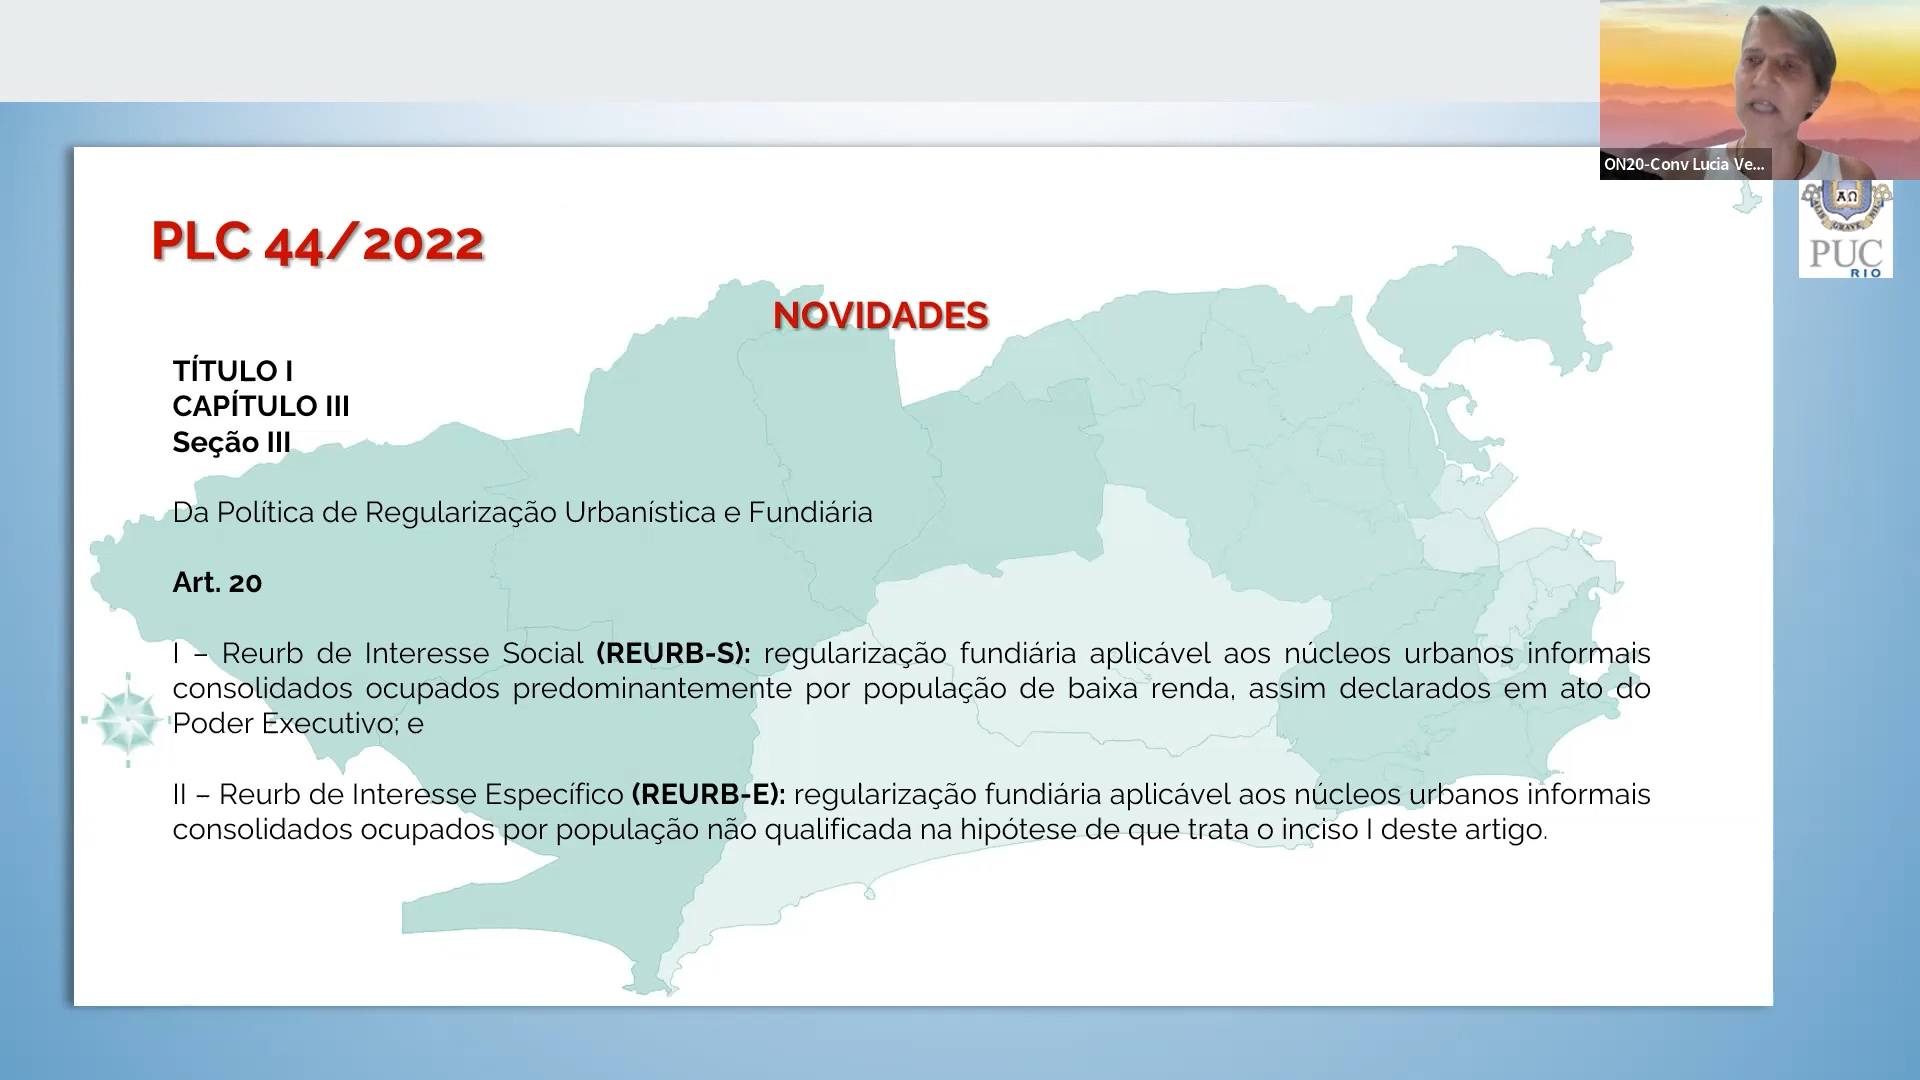 ON20-Conv Lucia Ve...
ΑΩ
ALIS
GRAVE
NIL
PUC
RIO
PLC 44/2022
NOVIDADES
TÍTULO I
CAPÍTULO III
Seção III
Da Política de Regularização Urbanística e Fundiária
Art. 20
I – Reurb de Interesse Social (REURB-S): regularização fundiária aplicável aos núcleos urbanos informais
consolidados ocupados predominantemente por população de baixa renda, assim declarados em ato do
Poder Executivo; e
II – Reurb de Interesse Específico (REURB-E): regularização fundiária aplicável aos núcleos urbanos informais
consolidados ocupados por população não qualificada na hipótese de que trata o inciso I deste artigo.